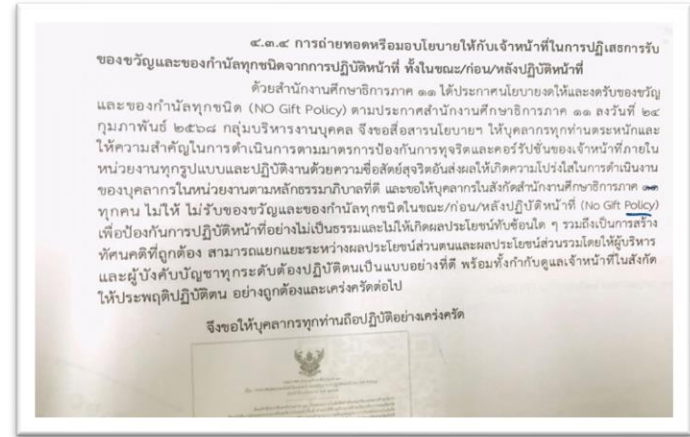 ๔.๓.๔ การถ่ายทอดหรือมอบนโยบายให้กับเจ้าหน้าที่ในการปฏิเสธการรับ
ของขวัญและของกำนัลทุกชนิดจากการปฏิบัติหน้าที่ ทั้งในขณะ/ก่อน/หลังปฏิบัติหน้าที่
ด้วยสำนักงานศึกษาธิการภาค ๑๑ ได้ประกาศนโยบายงดให้และงดรับของขวัญ
และของกำนัลทุกชนิด (NO Gift Policy) ตามประกาศสำนักงานศึกษาธิการภาค ๑๑ ลงวันที่ ๒๔
กุมภาพันธ์ ๒๕๖๘ กลุ่มบริหารงานบุคคล จึงขอสื่อสารนโยบายฯ ให้บุคลากรทุกท่านตระหนักและ
ให้ความสำคัญในการดำเนินการตามมาตรการป้องกันการทุจริตและคอร์รัปชั่นของเจ้าหน้าที่ภายใน
หน่วยงานทุกรูปแบบและปฏิบัติงานด้วยความซื่อสัตย์สุจริตอันส่งผลให้เกิดความโปร่งใสในการดำเนินงาน
ของบุคลากรในหน่วยงานตามหลักธรรมาภิบาลที่ดี และขอให้บุคลากรในสังกัดสำนักงานศึกษาธิการภาค ๑๑
ทุกคน ไม่ให้ ไม่รับของขวัญและของกำนัลทุกชนิดในขณะ/ก่อน/หลังปฏิบัติหน้าที่ (No Gift Policy)
เพื่อป้องกันการปฏิบัติหน้าที่อย่างไม่เป็นธรรมและไม่ให้เกิดผลประโยชน์ทับซ้อนใด ๆ รวมถึงเป็นการสร้าง
ทัศนคติที่ถูกต้อง สามารถแยกแยะระหว่างผลประโยชน์ส่วนตนและผลประโยชน์ส่วนรวมโดยให้ผู้บริหาร
และผู้บังคับบัญชาทุกระดับต้องปฏิบัติตนเป็นแบบอย่างที่ดี พร้อมทั้งกำกับดูแลเจ้าหน้าที่ในสังกัด
ให้ประพฤติปฏิบัติตน อย่างถูกต้องและเคร่งครัดต่อไป
จึงขอให้บุคลากรทุกท่านถือปฏิบัติอย่างเคร่งครัด